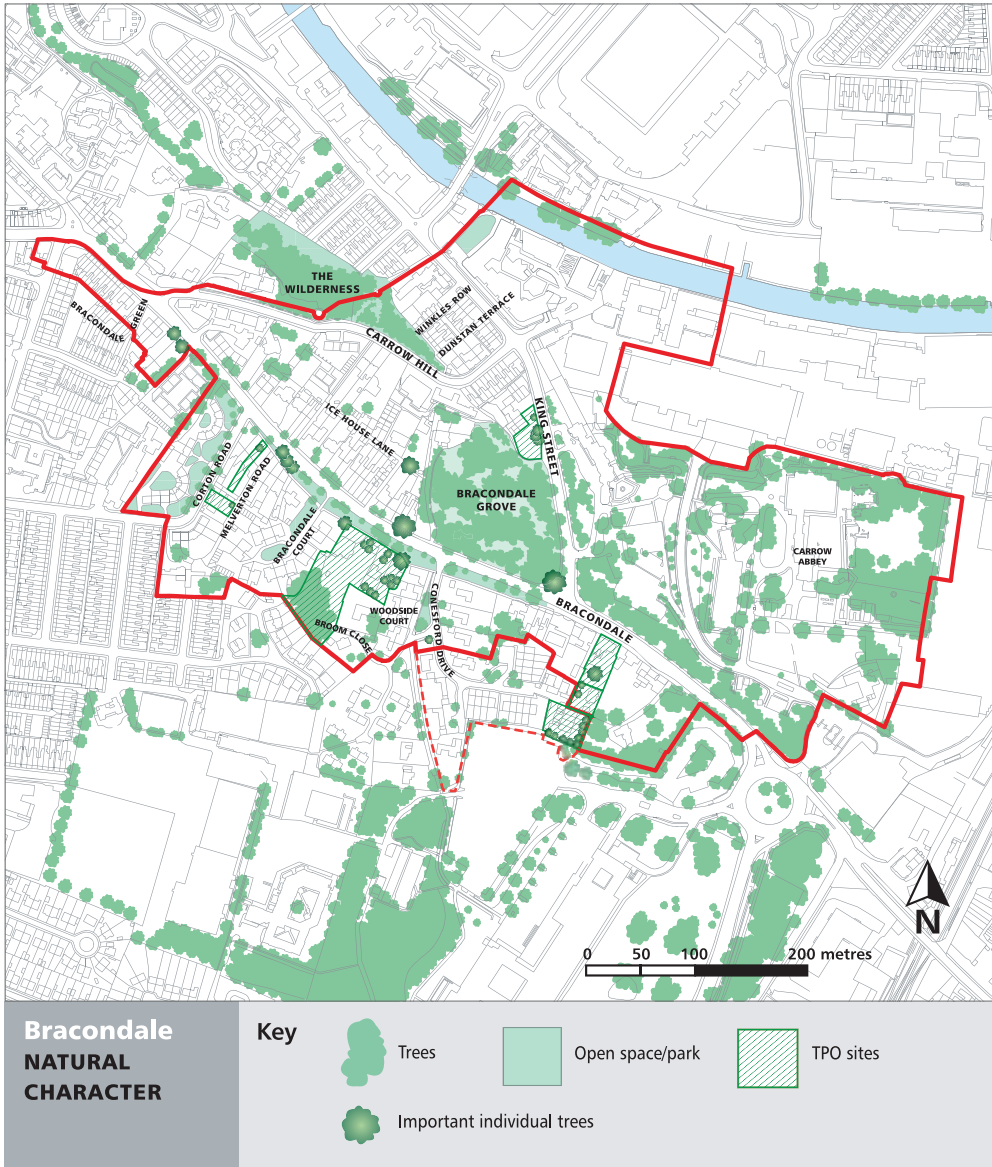 THE
WILDERNESS
BRACONDALE
GREEN
WINKLES ROW
DUNSTAN TERRACE
CARROW HILL
ICE HOUSE LANE
KING STREET
CORTON ROAD
MELVERTON ROAD
BRACONDALE
GROVE
BRACONDALE
COURT
CARROW
ABBEY
WOODSIDE
COURT
CONESFORD DRIVE
BRACONDALE
BROOM CLOSE
N
0 50 100 200 metres
Bracondale
NATURAL
CHARACTER
Key
Trees
Open space/park
TPO sites
Important individual trees